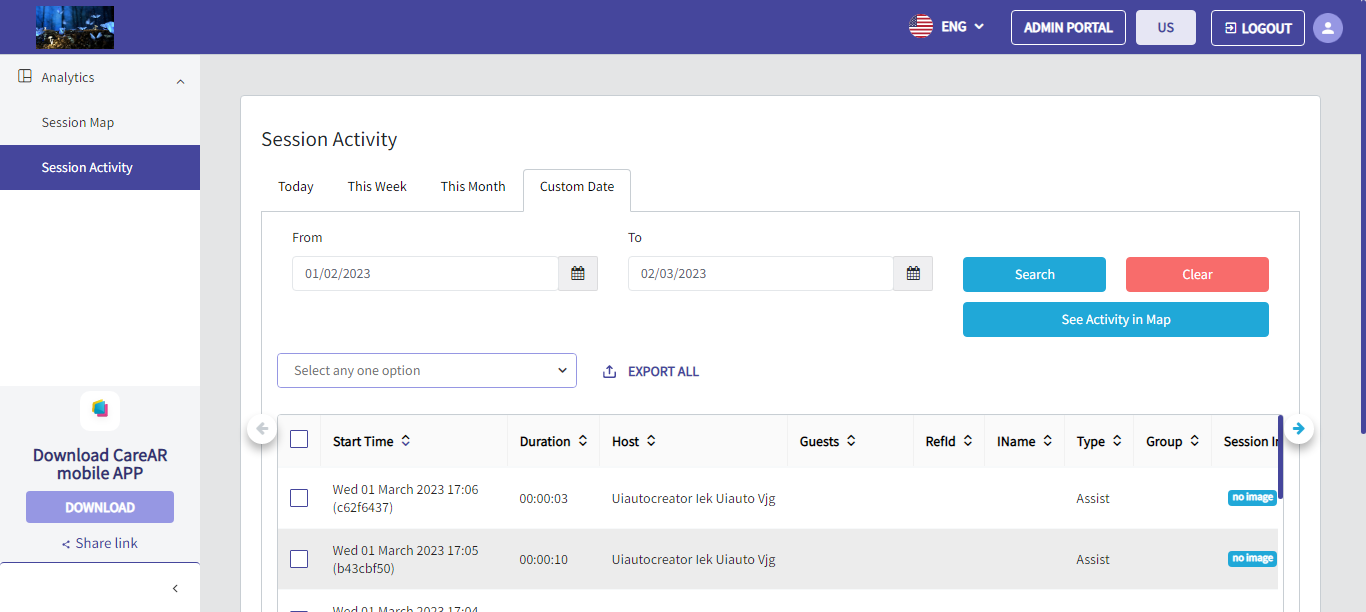 ENG
ADMIN PORTAL
US
LOGOUT
Analytics
Session Map
Session Activity
Download CareAR
mobile APP
DOWNLOAD
Share link
Session Activity
Today
This Week
This Month
Custom Date
From
To
01/02/2023
02/03/2023
Search
Clear
See Activity in Map
Select any one option
EXPORT ALL
Start Time
Duration
Host
Guests
RefId
IName
Type
Group
Session I
Wed 01 March 2023 17:06
(c62f6437)
00:00:03
Uiautocreator Iek Uiauto Vjg
Assist
no image
Wed 01 March 2023 17:05
(b43cbf50)
00:00:10
Uiautocreator Iek Uiauto Vjg
Assist
no image
Wed 01 March 2023 17:04